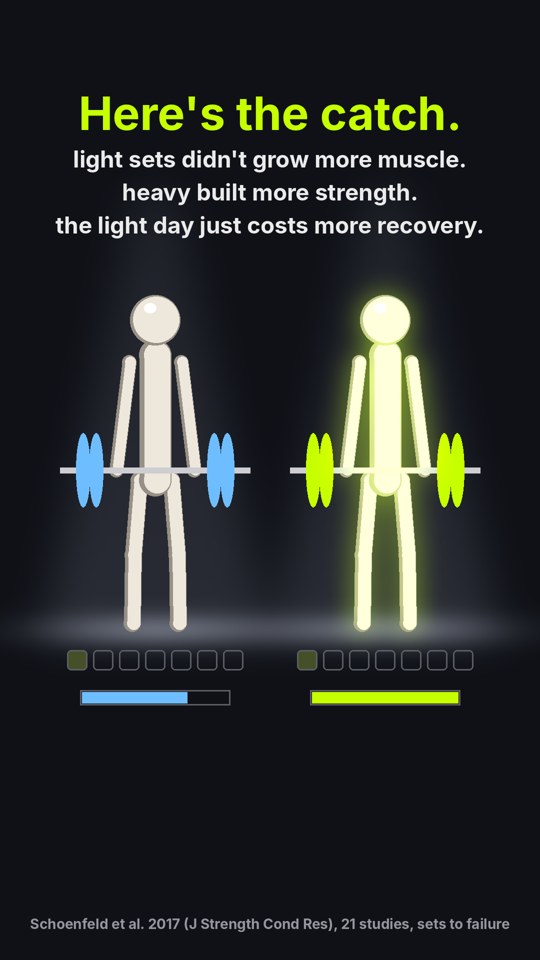 Here's the catch.
light sets didn't grow more muscle.
heavy built more strength.
the light day just costs more recovery.
Schoenfeld et al. 2017 (J Strength Cond Res), 21 studies, sets to failure